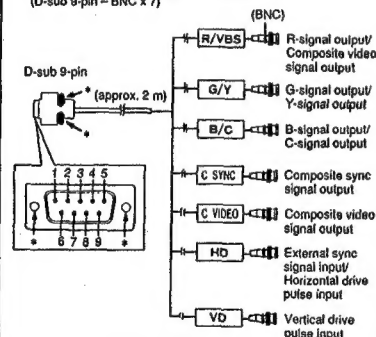 (D-sub 9-pin – BNC x 7)
(BNC)
R/VBS
R-signal output/
Composite video
signal output
D-sub 9-pin
*
(approx. 2 m)
*
G/Y
G-signal output/
Y-signal output
B/C
B-signal output/
C-signal output
1 2 3 4 5
6 7 8 9
*
*
C SYNC
Composite sync
signal output
C VIDEO
Composite video
signal output
HD
External sync
signal input/
Horizontal drive
pulse input
VD
Vertical drive
pulse input